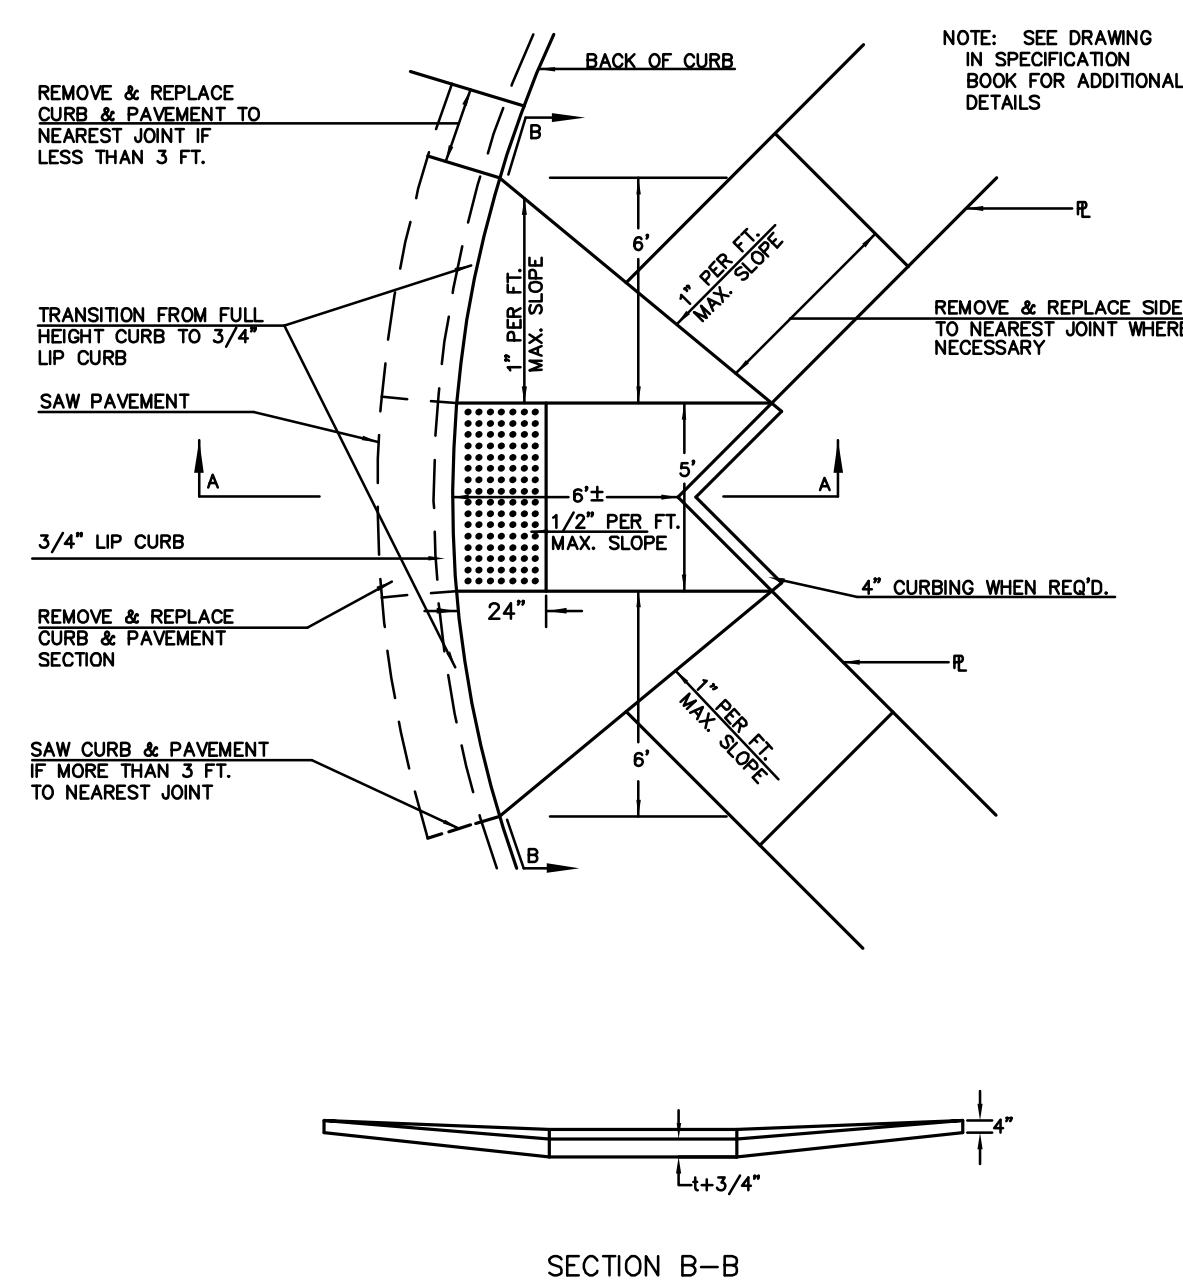 NOTE: SEE DRAWING
IN SPECIFICATION
BOOK FOR ADDITIONAL
DETAILS
BACK OF CURB
REMOVE & REPLACE
CURB & PAVEMENT TO
NEAREST JOINT IF
LESS THAN 3 FT.
B
℄
6'
1" PER FT.
MAX. SLOPE
1" PER FT.
MAX. SLOPE
REMOVE & REPLACE SIDE
TO NEAREST JOINT WHERE
NECESSARY
TRANSITION FROM FULL
HEIGHT CURB TO 3/4"
LIP CURB
SAW PAVEMENT
A
A
5'
6'±
1/2" PER FT.
MAX. SLOPE
3/4" LIP CURB
4" CURBING WHEN REQ'D.
24"
REMOVE & REPLACE
CURB & PAVEMENT
SECTION
℄
1" PER FT.
MAX. SLOPE
SAW CURB & PAVEMENT
IF MORE THAN 3 FT.
TO NEAREST JOINT
6'
B
4"
t+3/4"
SECTION B-B